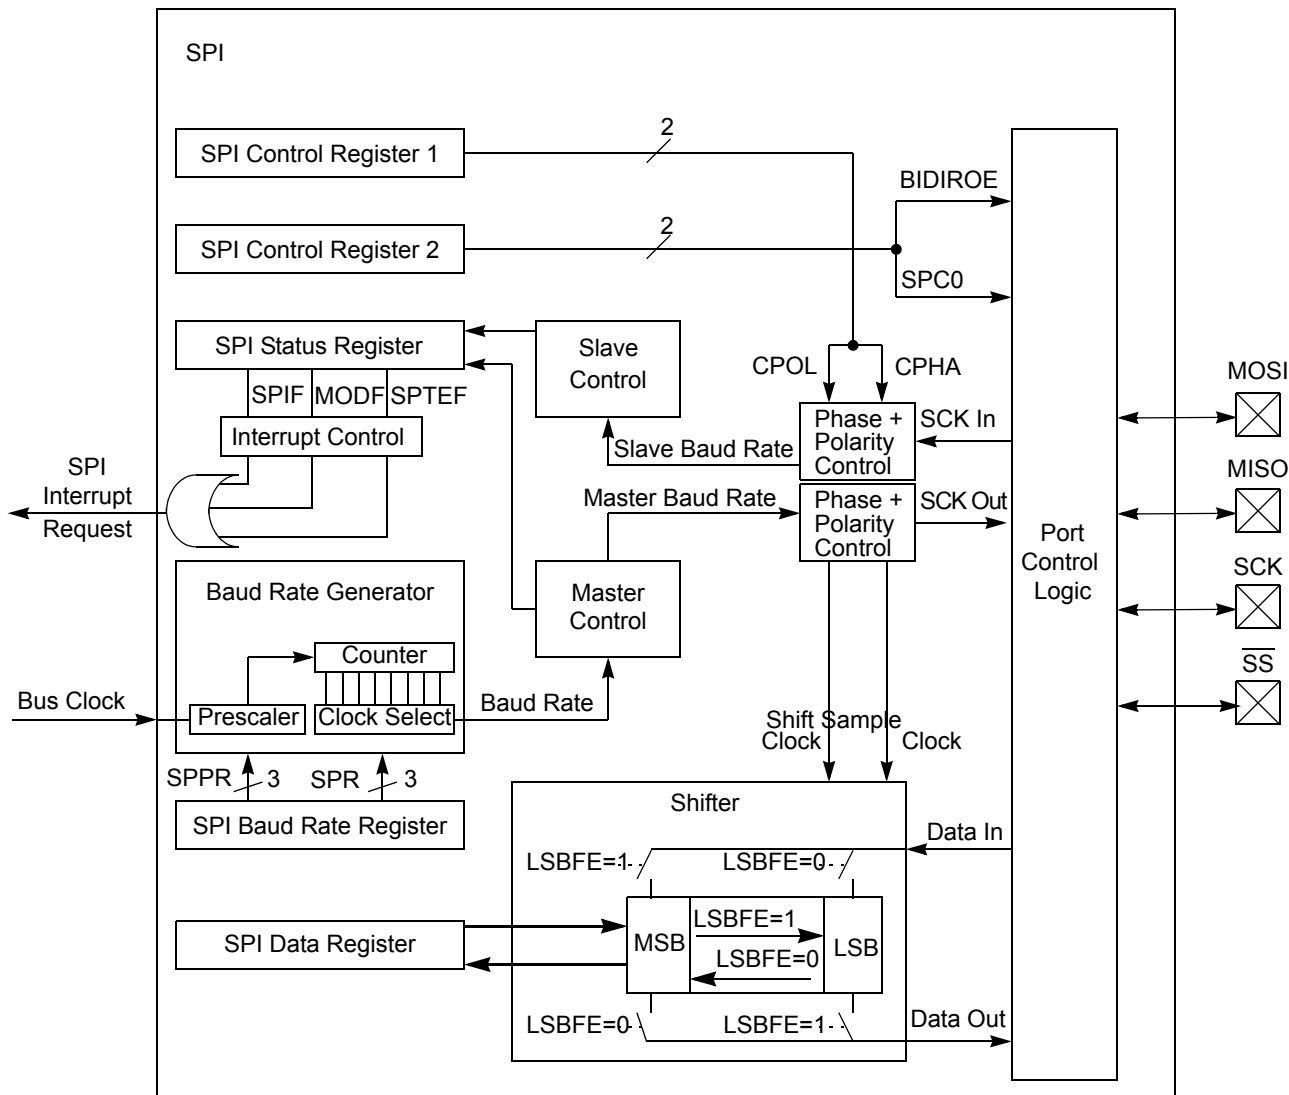 SPI
SPI Control Register 1
2
BIDIROE
SPI Control Register 2
2
SPC0
SPI Status Register
Slave
Control
CPOL
CPHA
MOSI
SPIF
MODF
SPTEF
Interrupt Control
Phase +
Polarity
Control
SCK In
Slave Baud Rate
SPI
Interrupt
Request
Master Baud Rate
Phase +
Polarity
Control
SCK Out
MISO
Port
Control
Logic
SCK
Baud Rate Generator
Master
Control
Counter
SS
Bus Clock
Prescaler
Clock Select
Baud Rate
Shift
Clock
Sample
Clock
SPPR
3
SPR
3
SPI Baud Rate Register
Shifter
Data In
LSBFE=1
LSBFE=0
SPI Data Register
MSB
LSBFE=1
LSBFE=0
LSB
LSBFE=0
LSBFE=1
Data Out